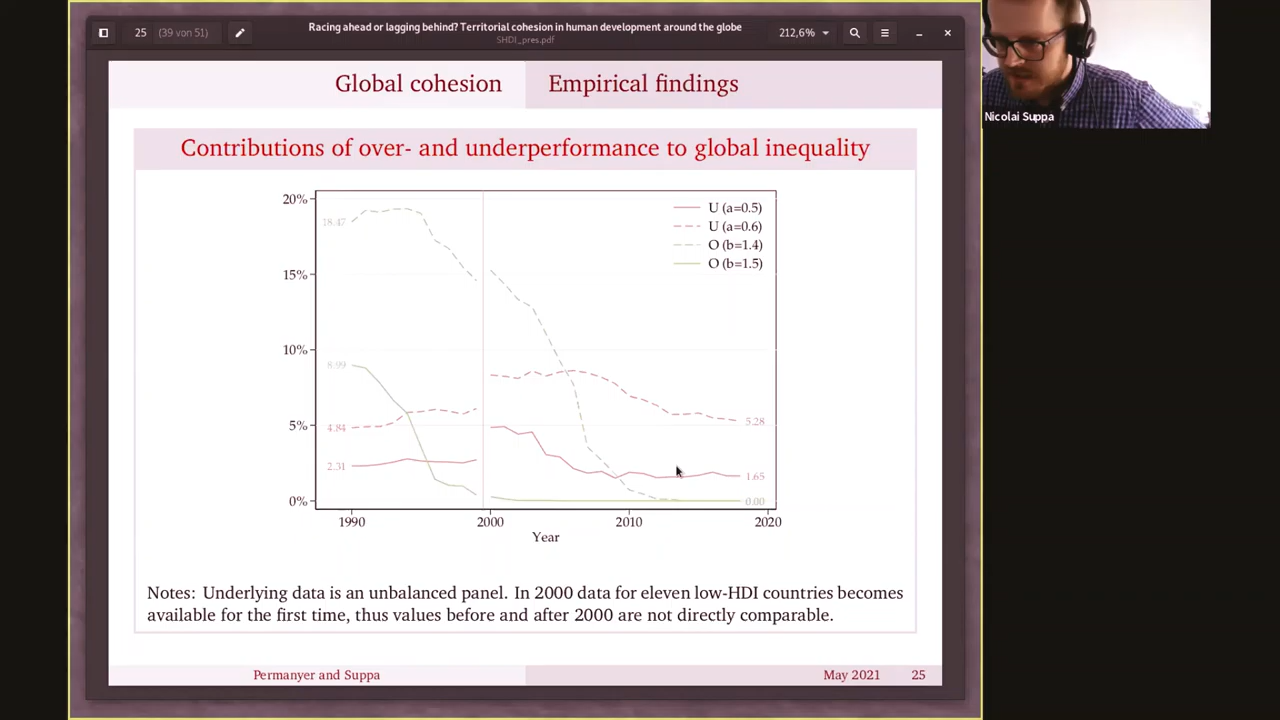 25
(39 von 51)
Racing ahead or lagging behind? Territorial cohesion in human development around the globe
SHDI_pres.pdf
212,6%
Nicolai Suppa
Global cohesion
Empirical findings
Contributions of over- and underperformance to global inequality
20%
15%
10%
5%
0%
18.47
8.99
4.84
2.31
U (a=0.5)
U (a=0.6)
O (b=1.4)
O (b=1.5)
5.28
1.65
0.00
1990
2000
2010
2020
Year
Notes: Underlying data is an unbalanced panel. In 2000 data for eleven low-HDI countries becomes
available for the first time, thus values before and after 2000 are not directly comparable.
Permanyer and Suppa
May 2021
25